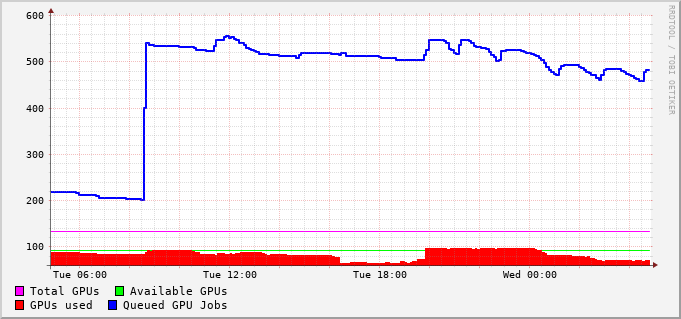 600
500
400
300
200
100
Tue 06:00 Tue 12:00 Tue 18:00 Wed 00:00
Total GPUs Available GPUs
GPUs used Queued GPU Jobs
RRDTOOL / TOBI OETIKER